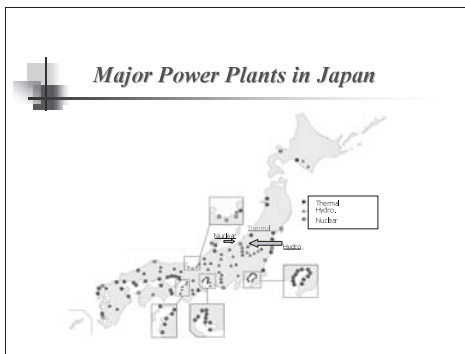 Major Power Plants in Japan
Thermal
Hydro.
Nuclear
Thermal
Nuclear
Hydro.